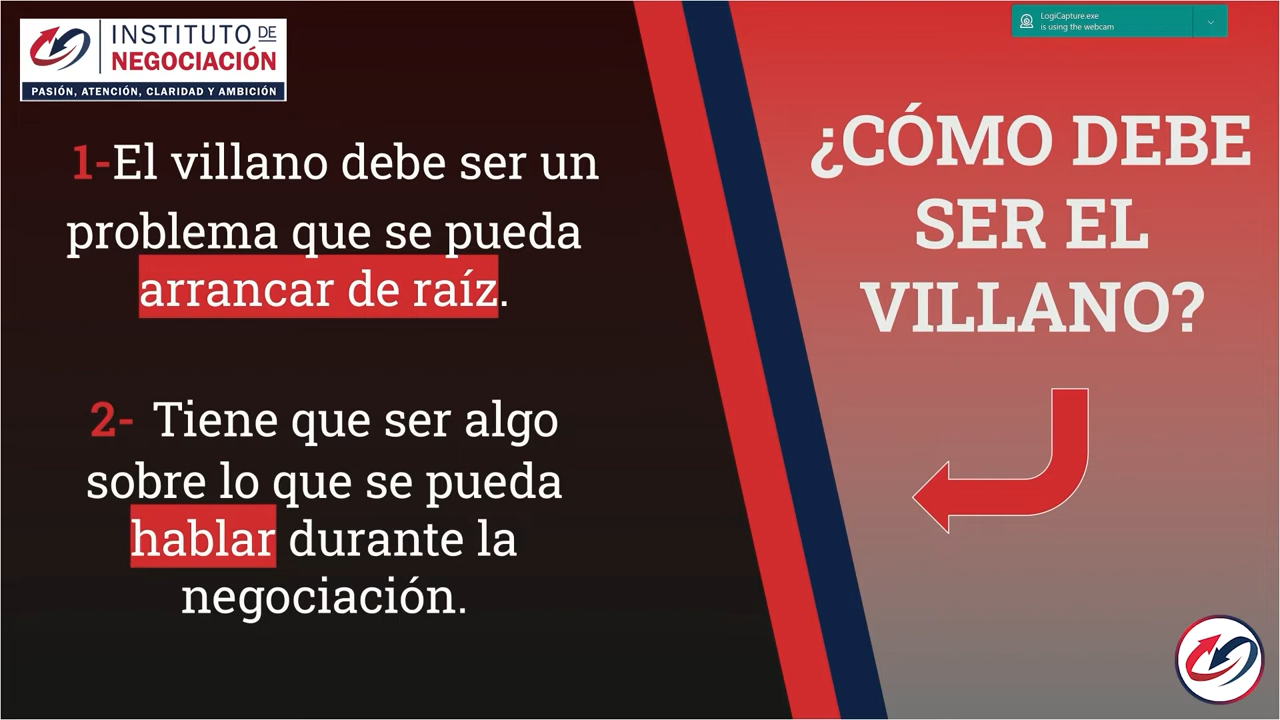 INSTITUTO DE
NEGOCIACIÓN
PASIÓN, ATENCIÓN, CLARIDAD Y AMBICIÓN
1-El villano debe ser un
problema que se pueda
arrancar de raíz.
2- Tiene que ser algo
sobre lo que se pueda
hablar durante la
negociación.
LogiCapture.exe
is using the webcam
¿CÓMO DEBE
SER EL
VILLANO?